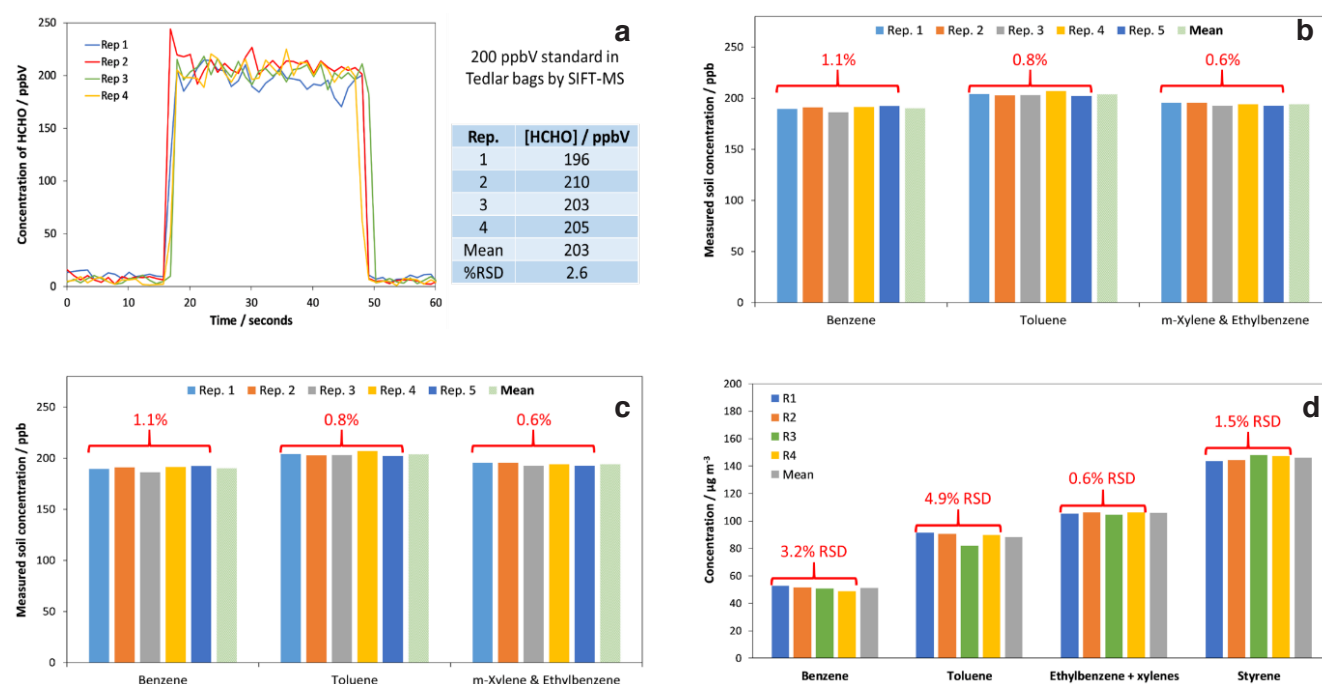 a
Concentration of HCHO / ppbV
250
200
150
100
50
0
0 10 20 30 40 50 60
Time / seconds
Rep 1
Rep 2
Rep 3
Rep 4
200 ppbV standard in
Tedlar bags by SIFT-MS
Rep. [HCHO] / ppbV
1 196
2 210
3 203
4 205
Mean 203
%RSD 2.6
b
Rep. 1 Rep. 2 Rep. 3 Rep. 4 Rep. 5 Mean
Measured soil concentration / ppb
250
200
150
100
50
0
1.1% 0.8% 0.6%
Benzene Toluene m-Xylene & Ethylbenzene
c
Rep. 1 Rep. 2 Rep. 3 Rep. 4 Rep. 5 Mean
Measured soil concentration / ppb
250
200
150
100
50
0
1.1% 0.8% 0.6%
Benzene Toluene m-Xylene & Ethylbenzene
d
Concentration / µg m⁻³
200
180
160
140
120
100
80
60
40
20
0
R1
R2
R3
R4
Mean
3.2% RSD
4.9% RSD
0.6% RSD
1.5% RSD
Benzene Toluene Ethylbenzene + xylenes Styrene